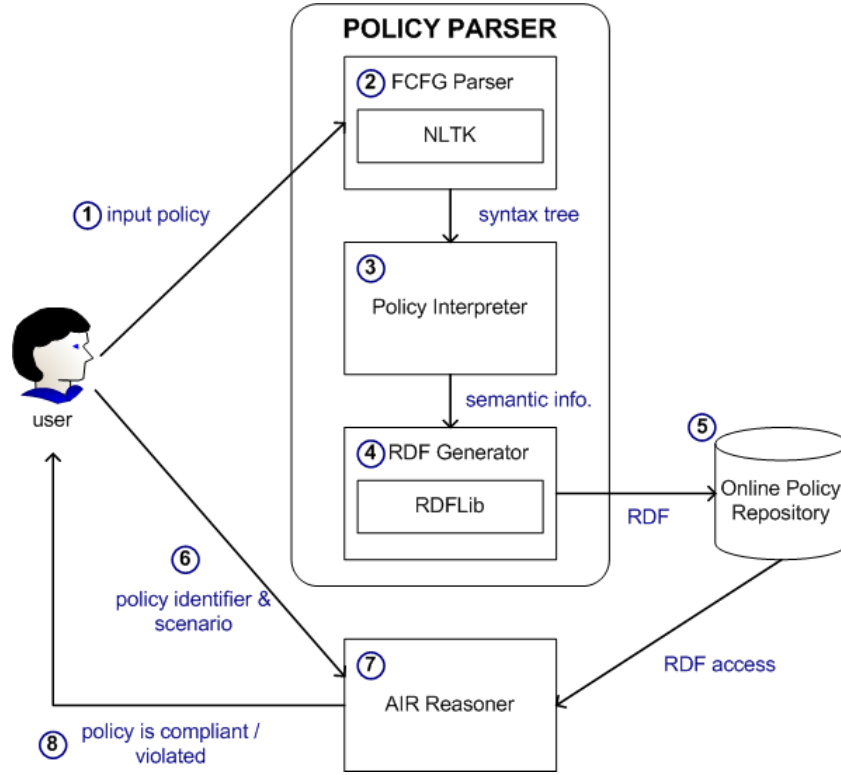 POLICY PARSER
2 FCFG Parser
NLTK
1 input policy
syntax tree
3
Policy Interpreter
semantic info.
user
4 RDF Generator
RDFLib
5
Online Policy
Repository
RDF
6
policy identifier &
scenario
RDF access
7
AIR Reasoner
8 policy is compliant /
violated